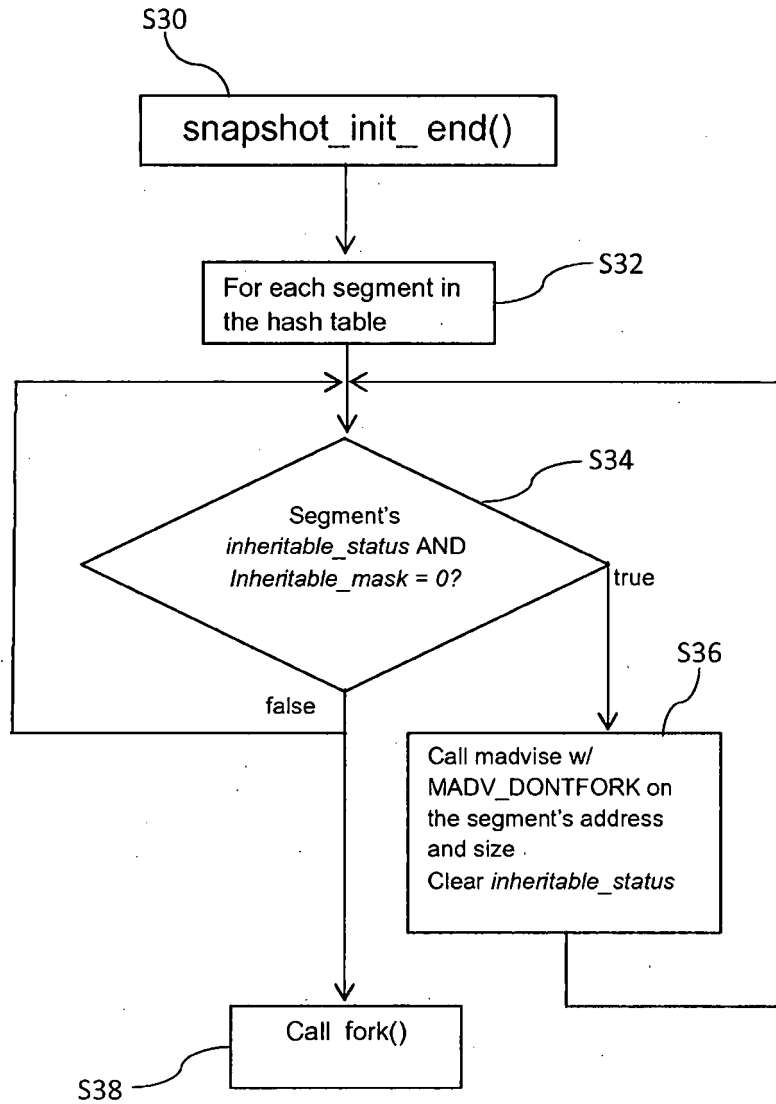 S30
snapshot_init_ end()
S32
For each segment in
the hash table
S34
Segment's
inheritable_status AND
Inheritable_mask = 0?
true
false
S36
Call madvise w/
MADV_DONTFORK on
the segment's address
and size
Clear inheritable_status
Call fork()
S38